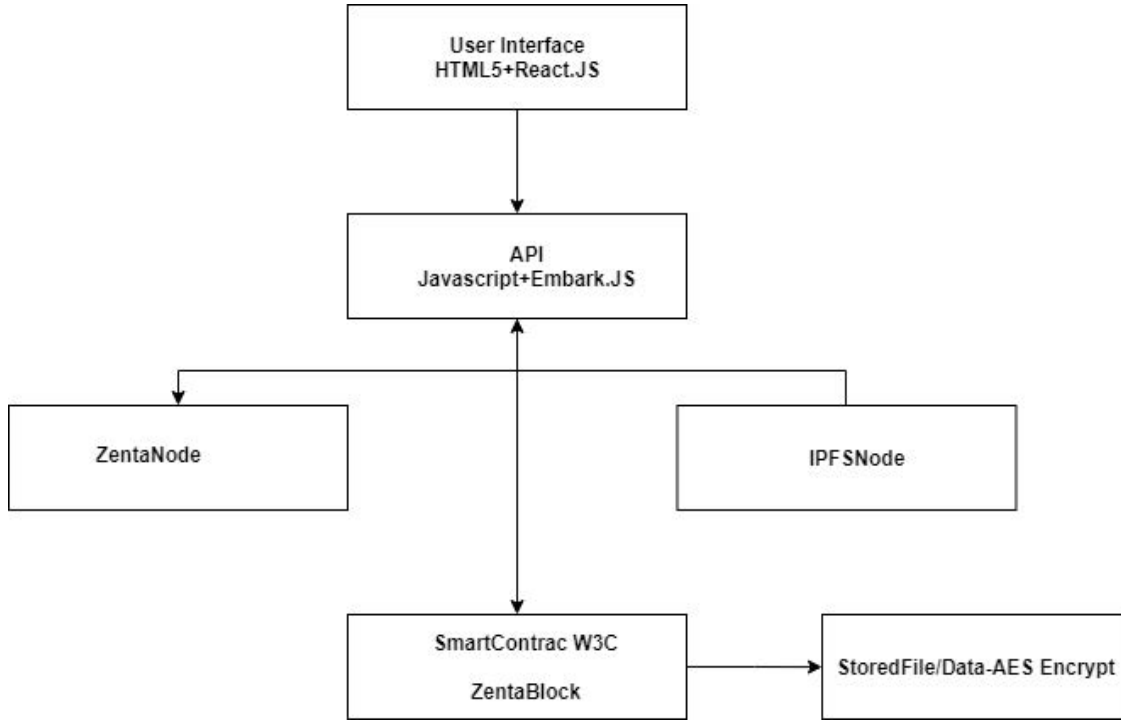 User Interface
HTML5+React.JS
API
Javascript+Embark.JS
ZentaNode
IPFSNode
SmartContrac W3C
ZentaBlock
StoredFile/Data-AES Encrypt